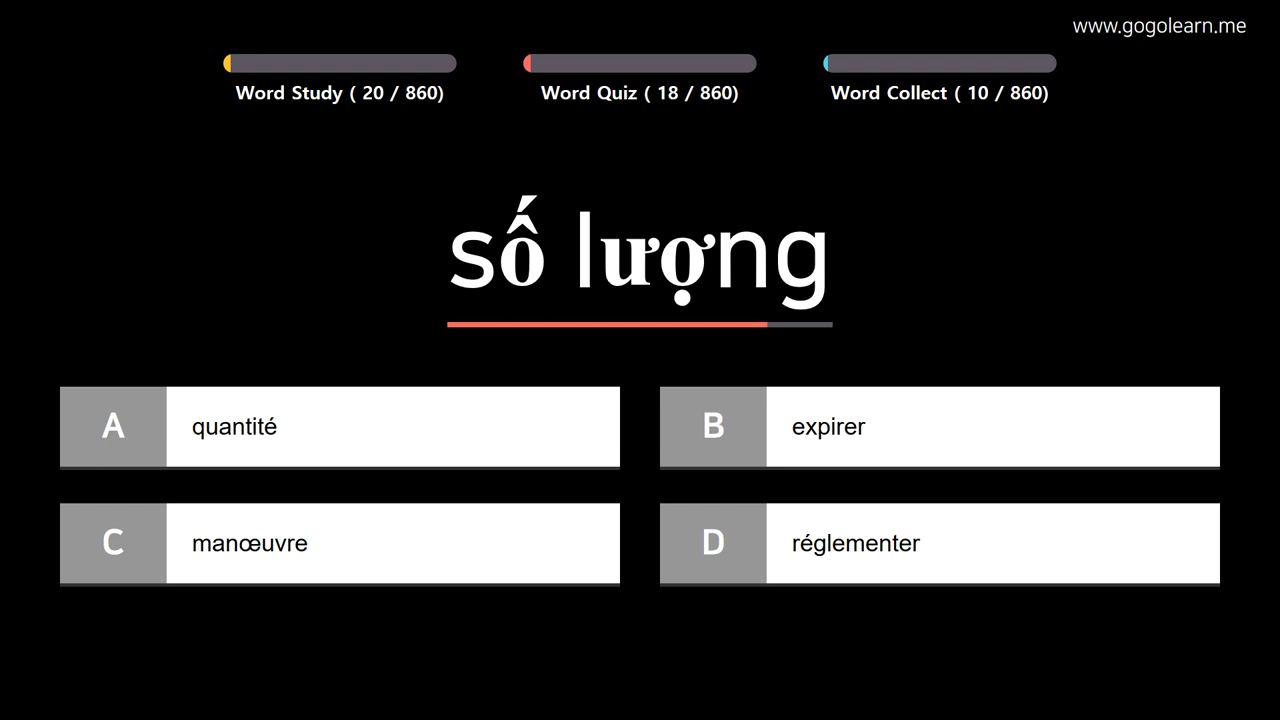 www.gogolearn.me
Word Study ( 20 / 860)
Word Quiz ( 18 / 860)
Word Collect ( 10 / 860)
số lượng
A quantité
B expirer
C manœuvre
D réglementer